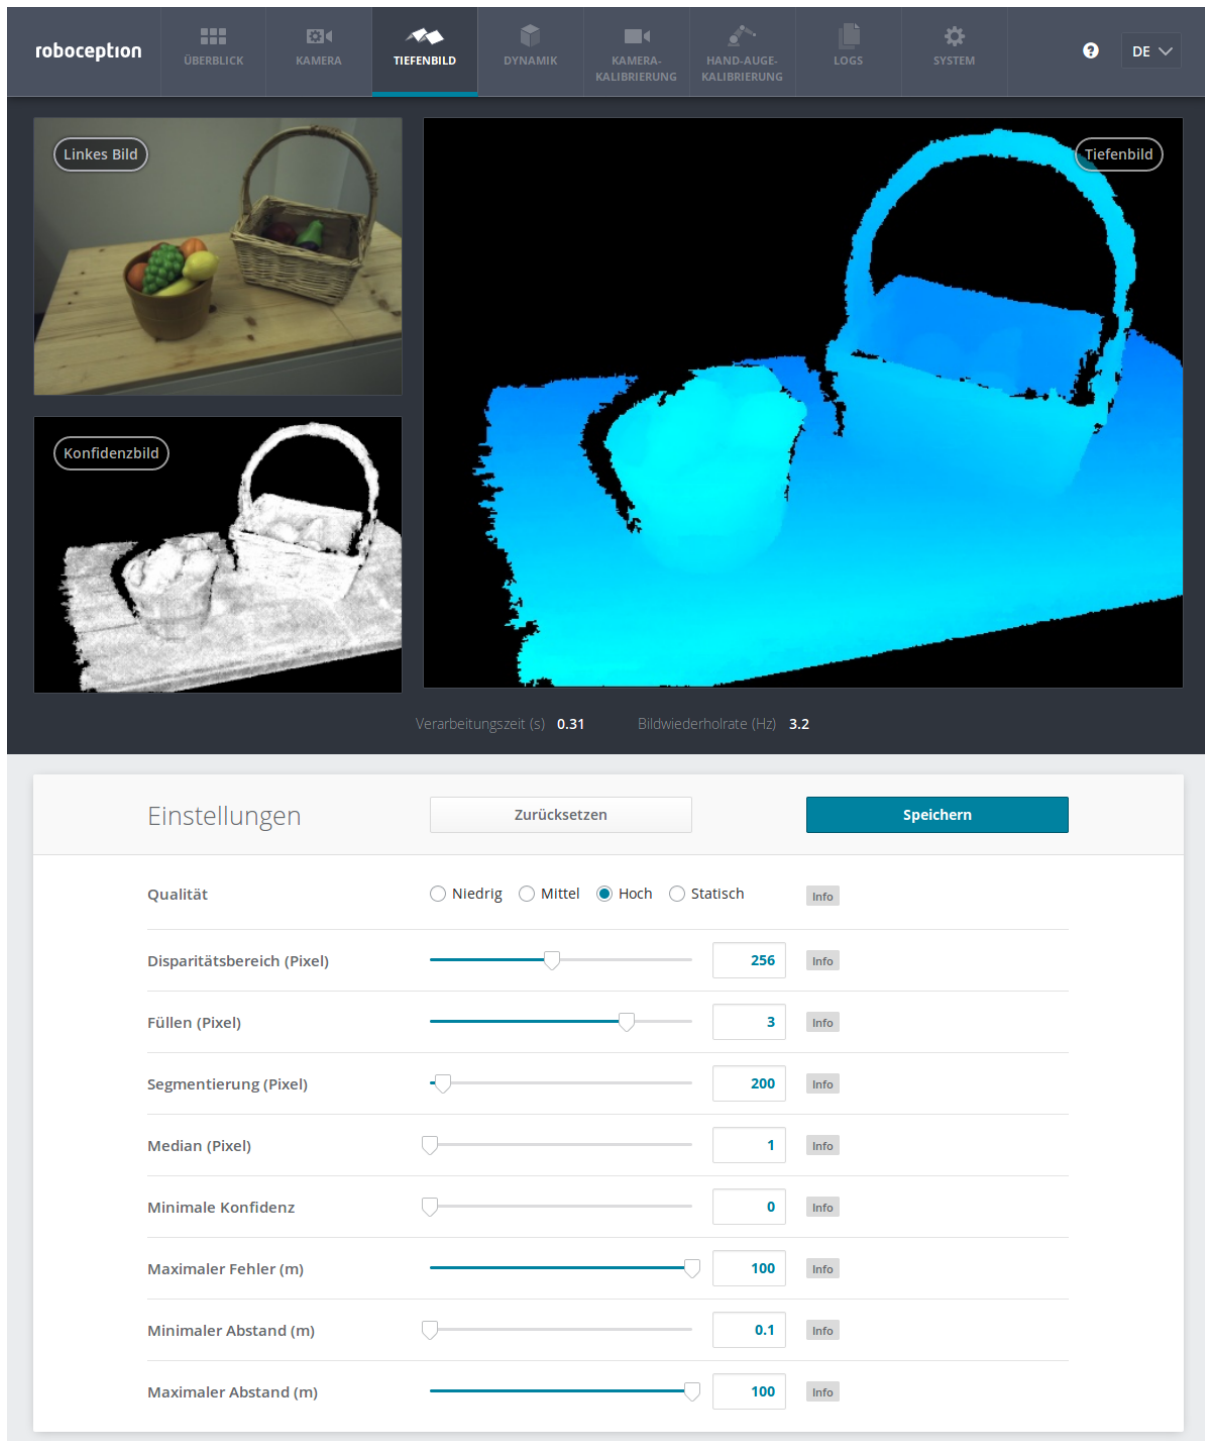 roboception
ÜBERBLICK
KAMERA
TIEFENBILD
DYNAMIK
KAMERA-
KALIBRIERUNG
HAND-AUGE-
KALIBRIERUNG
LOGS
SYSTEM
?
DE
Linkes Bild
Tiefenbild
Konfidenzbild
Verarbeitungszeit (s) 0.31 Bildwiederholrate (Hz) 3.2
Einstellungen Zurücksetzen Speichern
Qualität Niedrig Mittel Hoch Statisch Info
Disparitätsbereich (Pixel) 256 Info
Füllen (Pixel) 3 Info
Segmentierung (Pixel) 200 Info
Median (Pixel) 1 Info
Minimale Konfidenz 0 Info
Maximaler Fehler (m) 100 Info
Minimaler Abstand (m) 0.1 Info
Maximaler Abstand (m) 100 Info